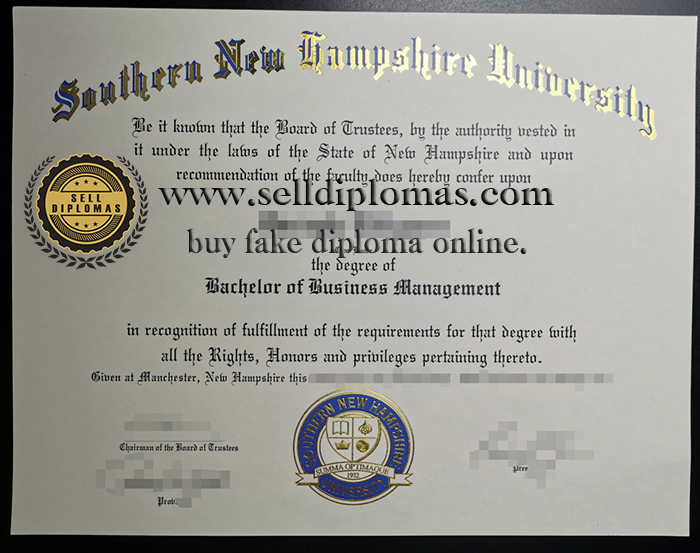 Southern New Hampshire University
Be it known that the Board of Trustees, by the authority vested in
it under the laws of the State of New Hampshire and upon
recommendation of the faculty does hereby confer upon
SELL
DIPLOMAS
www.selldiplomas.com
buy fake diploma online.
the degree of
Bachelor of Business Management
in recognition of fulfillment of the requirements for that degree with
all the Rights, Honors and privileges pertaining thereto.
Given at Manchester, New Hampshire this
Chairman of the Board of Trustees
SOUTHERN NEW HAMPSHIRE
SUMMA OPTIMAQUE
1932
UNIVERSITY